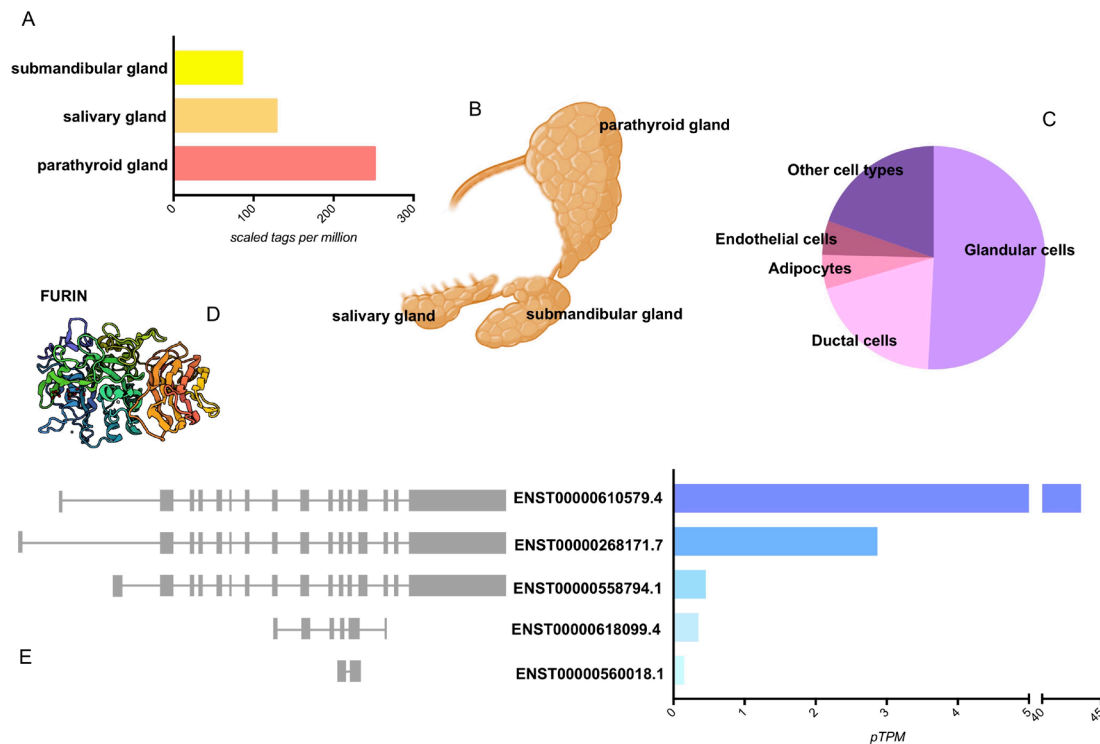 A
submandibular gland
salivary gland
parathyroid gland
0
100
200
300
scaled tags per million
B
parathyroid gland
salivary gland
submandibular gland
C
Other cell types
Glandular cells
Endothelial cells
Adipocytes
Ductal cells
FURIN
D
ENST00000610579.4
ENST00000268171.7
ENST00000558794.1
ENST00000618099.4
ENST00000560018.1
E
0
1
2
3
4
5
40
45
pTPM